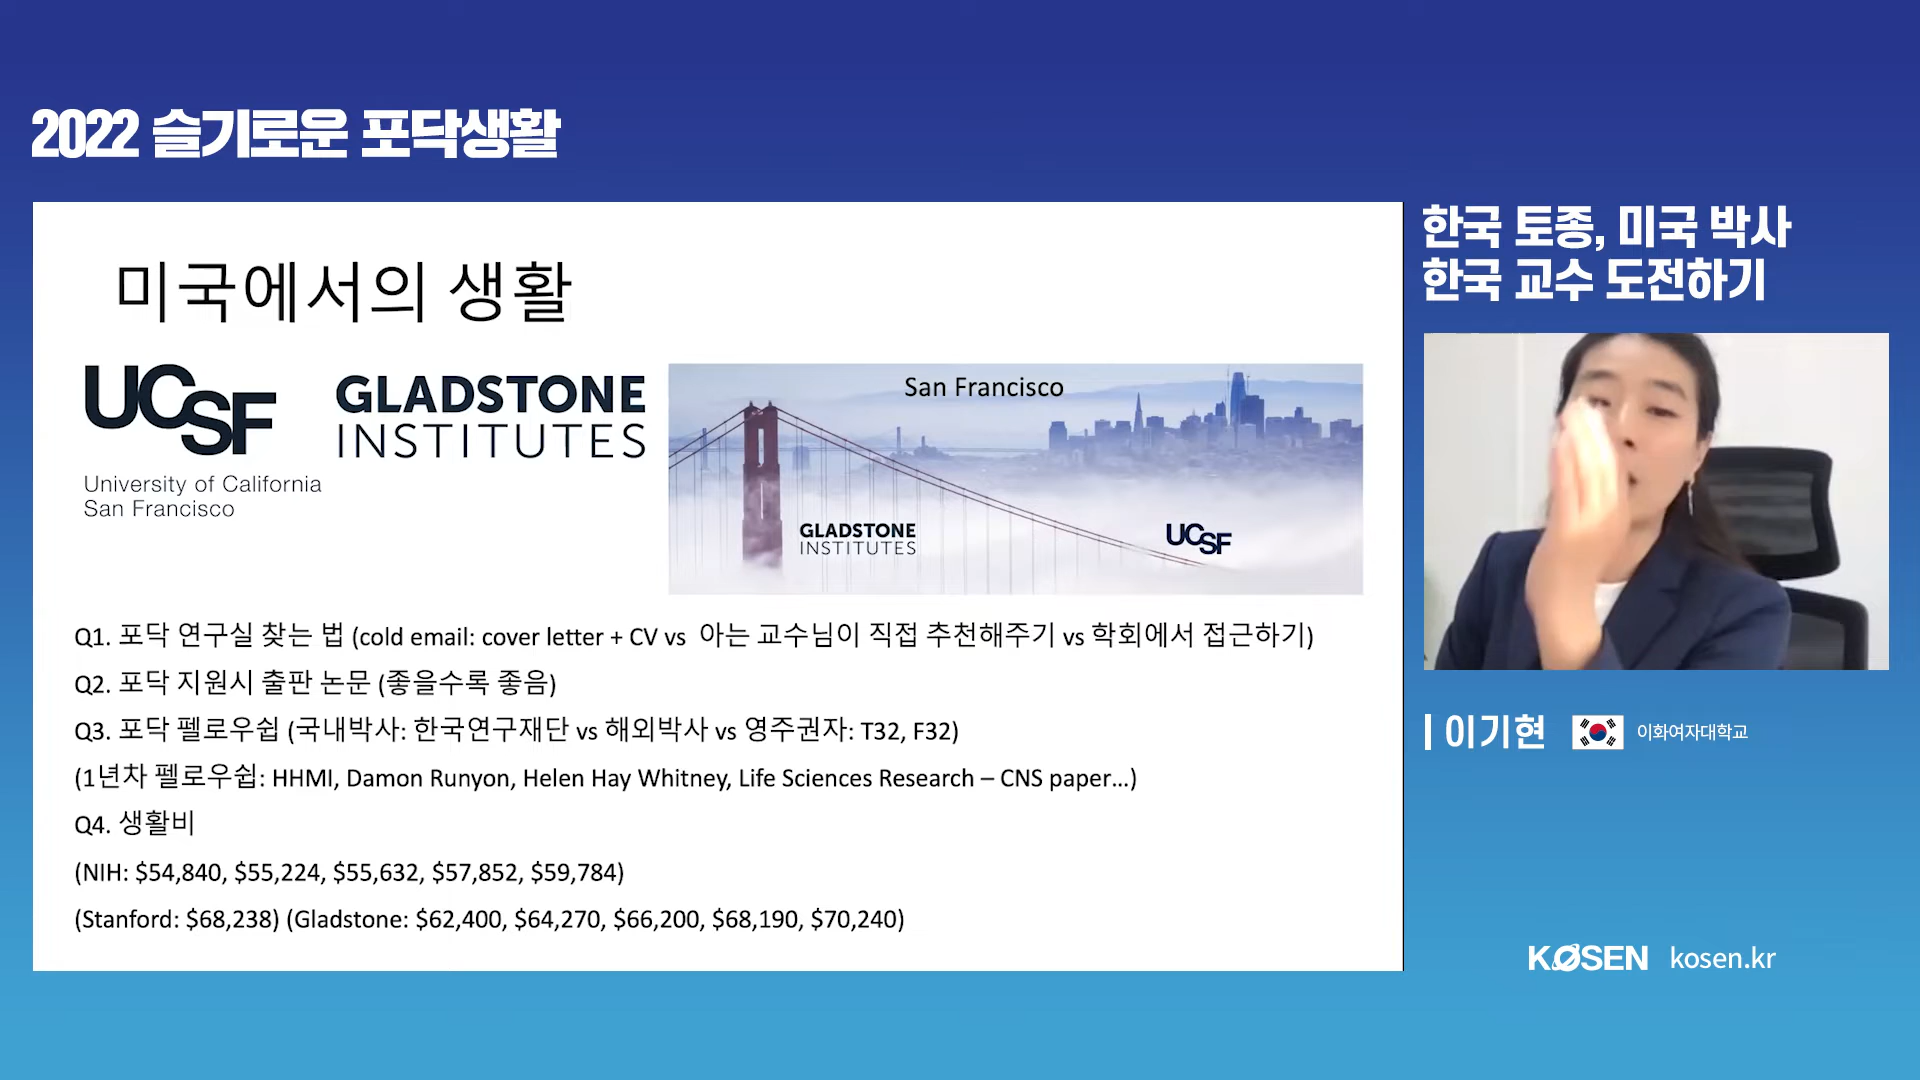 2022 슬기로운 포닥생활
미국에서의 생활
UCSF
University of California
San Francisco
GLADSTONE
INSTITUTES
San Francisco
GLADSTONE
INSTITUTES
UCSF
Q1. 포닥 연구실 찾는 법 (cold email: cover letter + CV vs 아는 교수님이 직접 추천해주기 vs 학회에서 접근하기)
Q2. 포닥 지원시 출판 논문 (좋을수록 좋음)
Q3. 포닥 펠로우쉽 (국내박사: 한국연구재단 vs 해외박사 vs 영주권자: T32, F32)
(1년차 펠로우쉽: HHMI, Damon Runyon, Helen Hay Whitney, Life Sciences Research – CNS paper...)
Q4. 생활비
(NIH: $54,840, $55,224, $55,632, $57,852, $59,784)
(Stanford: $68,238) (Gladstone: $62,400, $64,270, $66,200, $68,190, $70,240)
한국 토종, 미국 박사
한국 교수 도전하기
이기현 이화여자대학교
KOSEN kosen.kr